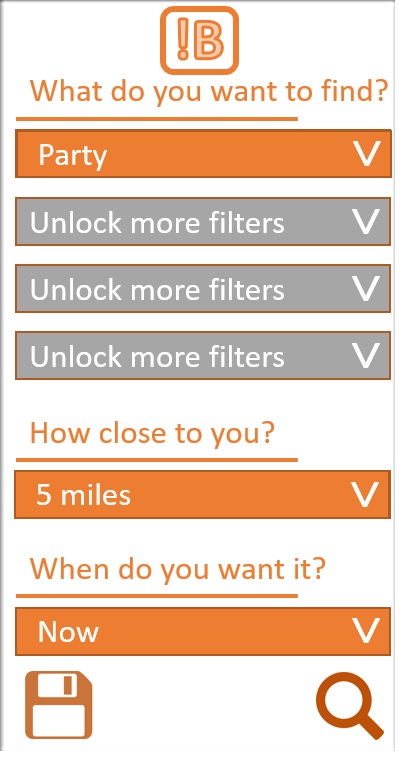 !B
What do you want to find?
Party V
Unlock more filters V
Unlock more filters V
Unlock more filters V
How close to you?
5 miles V
When do you want it?
Now V